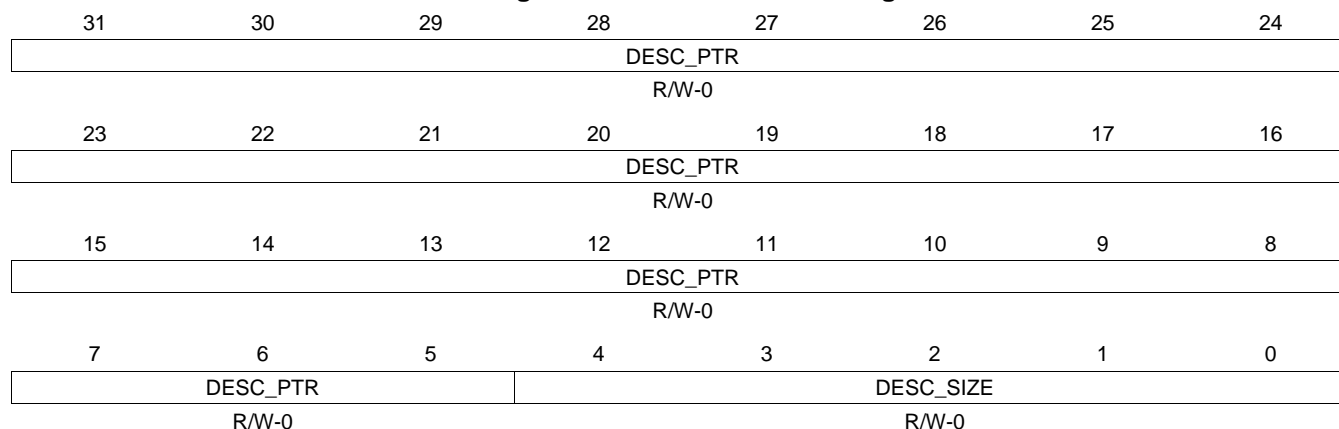 31 30 29 28 27 26 25 24
DESC_PTR
R/W-0
23 22 21 20 19 18 17 16
DESC_PTR
R/W-0
15 14 13 12 11 10 9 8
DESC_PTR
R/W-0
7 6 5 4 3 2 1 0
DESC_PTR DESC_SIZE
R/W-0 R/W-0